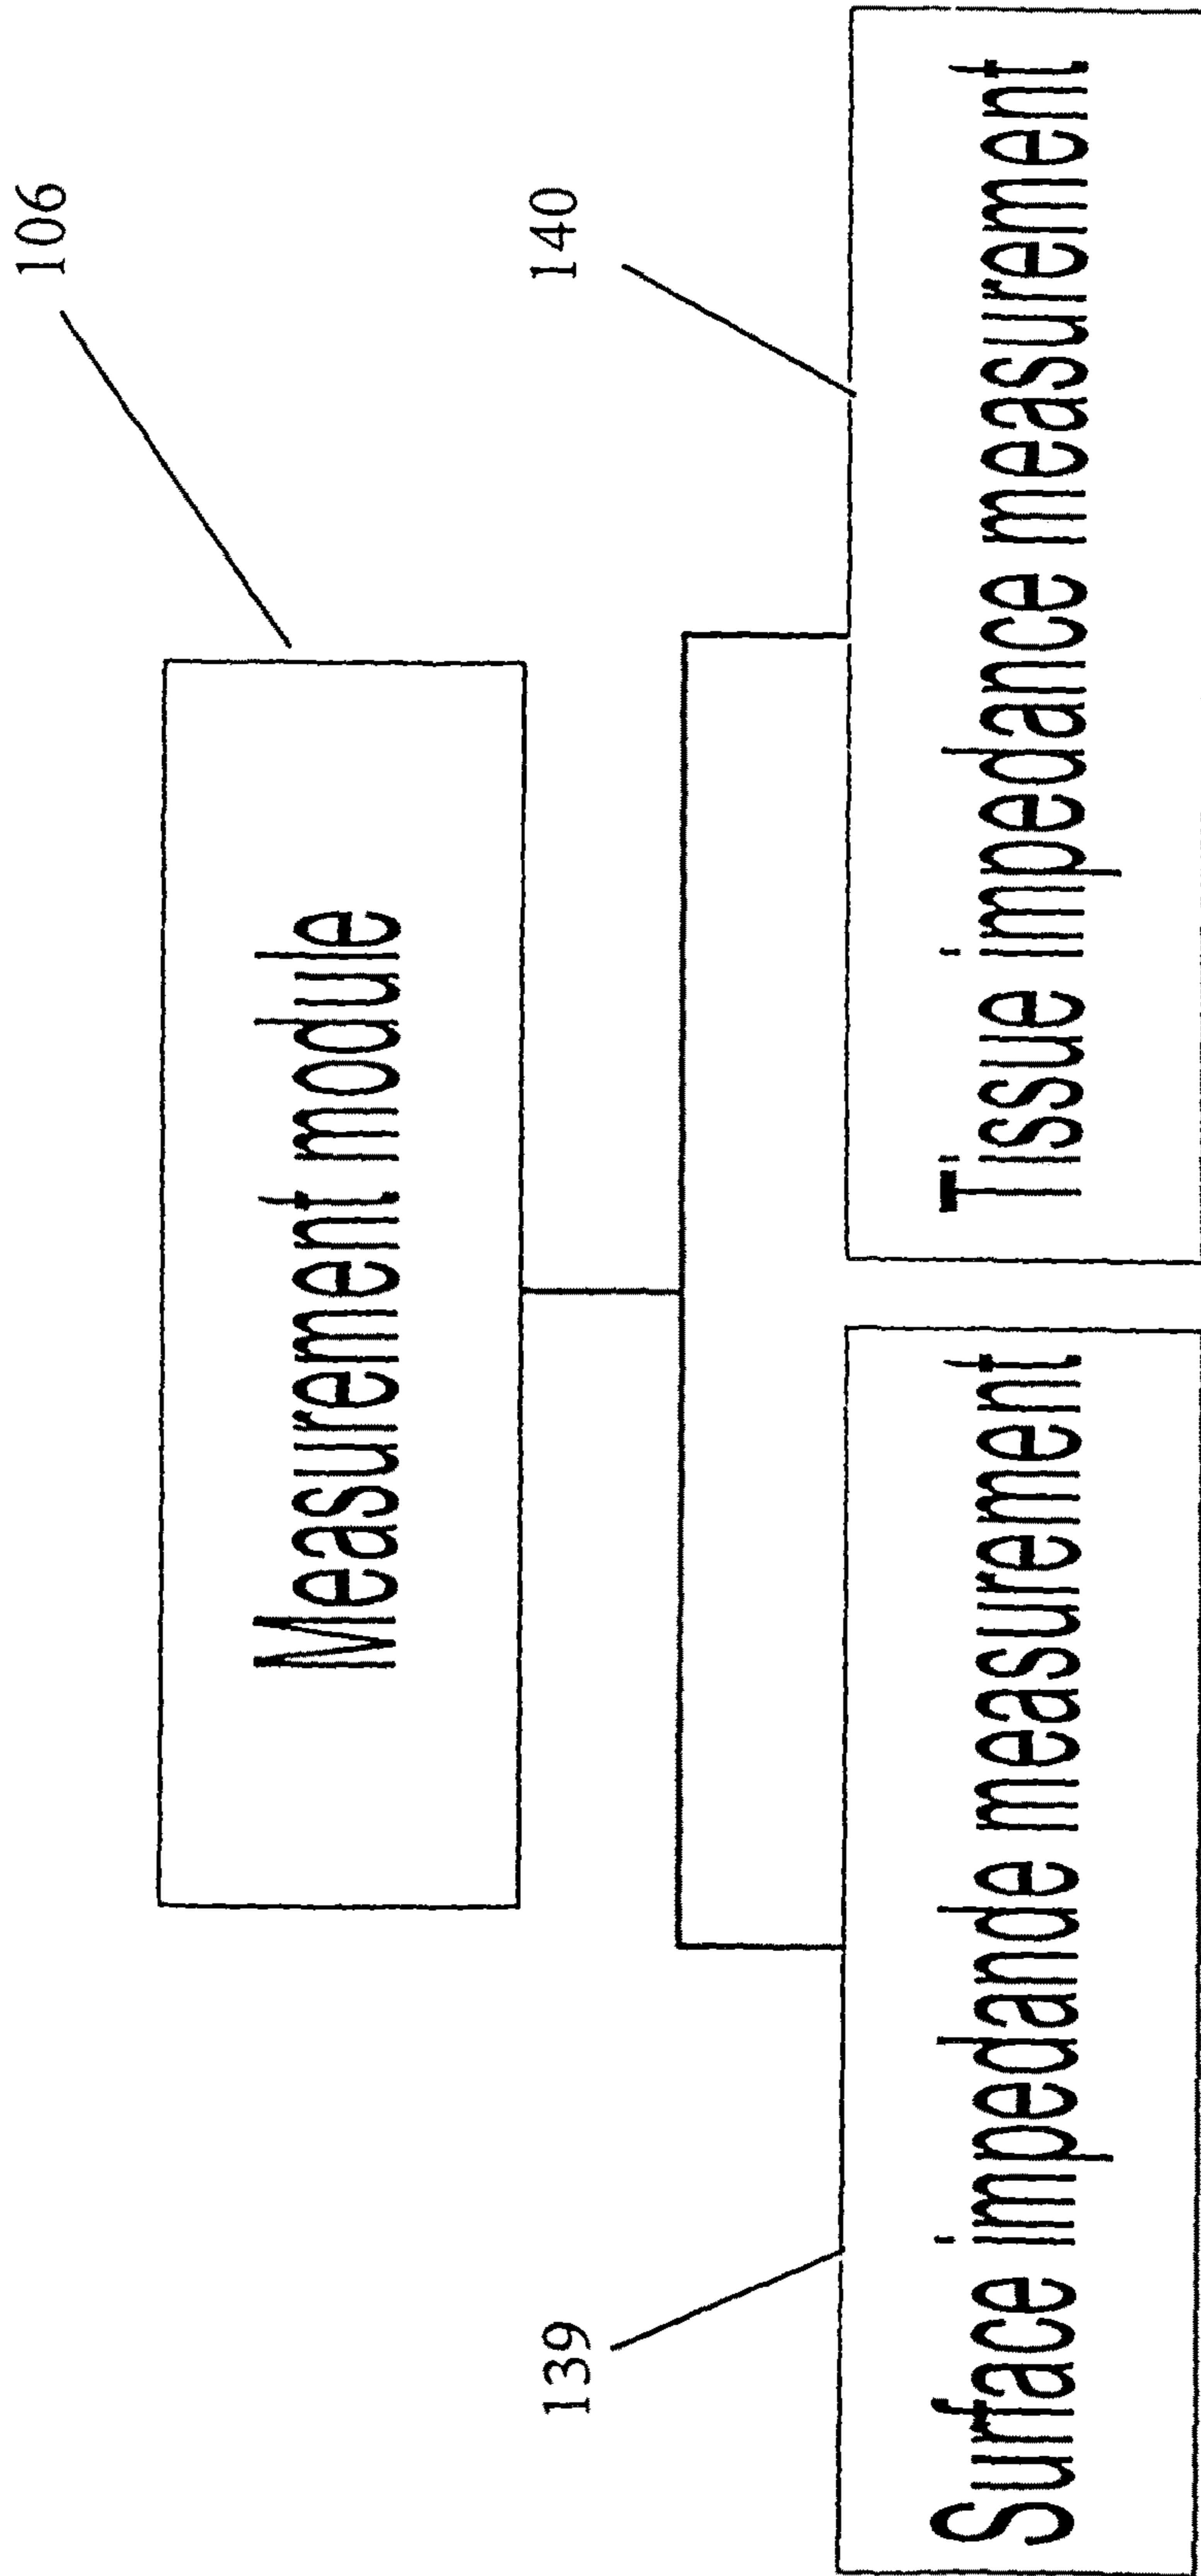 106
Measurement module
139
140
Surface impedande measurement
Tissue impedance measurement